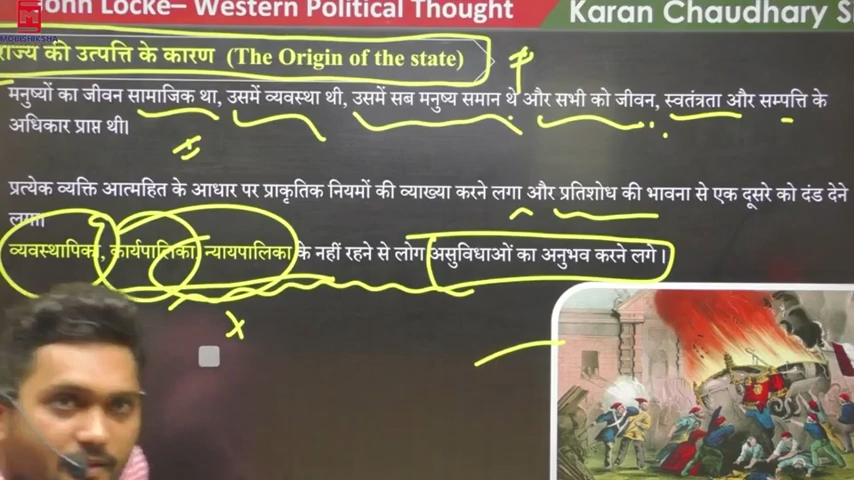 John Locke– Western Political Thought
Karan Chaudhary
MOBISHIKSHA
राज्य की उत्पत्ति के कारण (The Origin of the state)
मनुष्यों का जीवन सामाजिक था, उसमें व्यवस्था थी, उसमें सब मनुष्य समान थे और सभी को जीवन, स्वतंत्रता और सम्पत्ति के
अधिकार प्राप्त थी।
प्रत्येक व्यक्ति आत्महित के आधार पर प्राकृतिक नियमों की व्याख्या करने लगा और प्रतिशोध की भावना से एक दूसरे को दंड देने
लगा।
व्यवस्थापिका, कार्यपालिका न्यायपालिका के नहीं रहने से लोग असुविधाओं का अनुभव करने लगे।